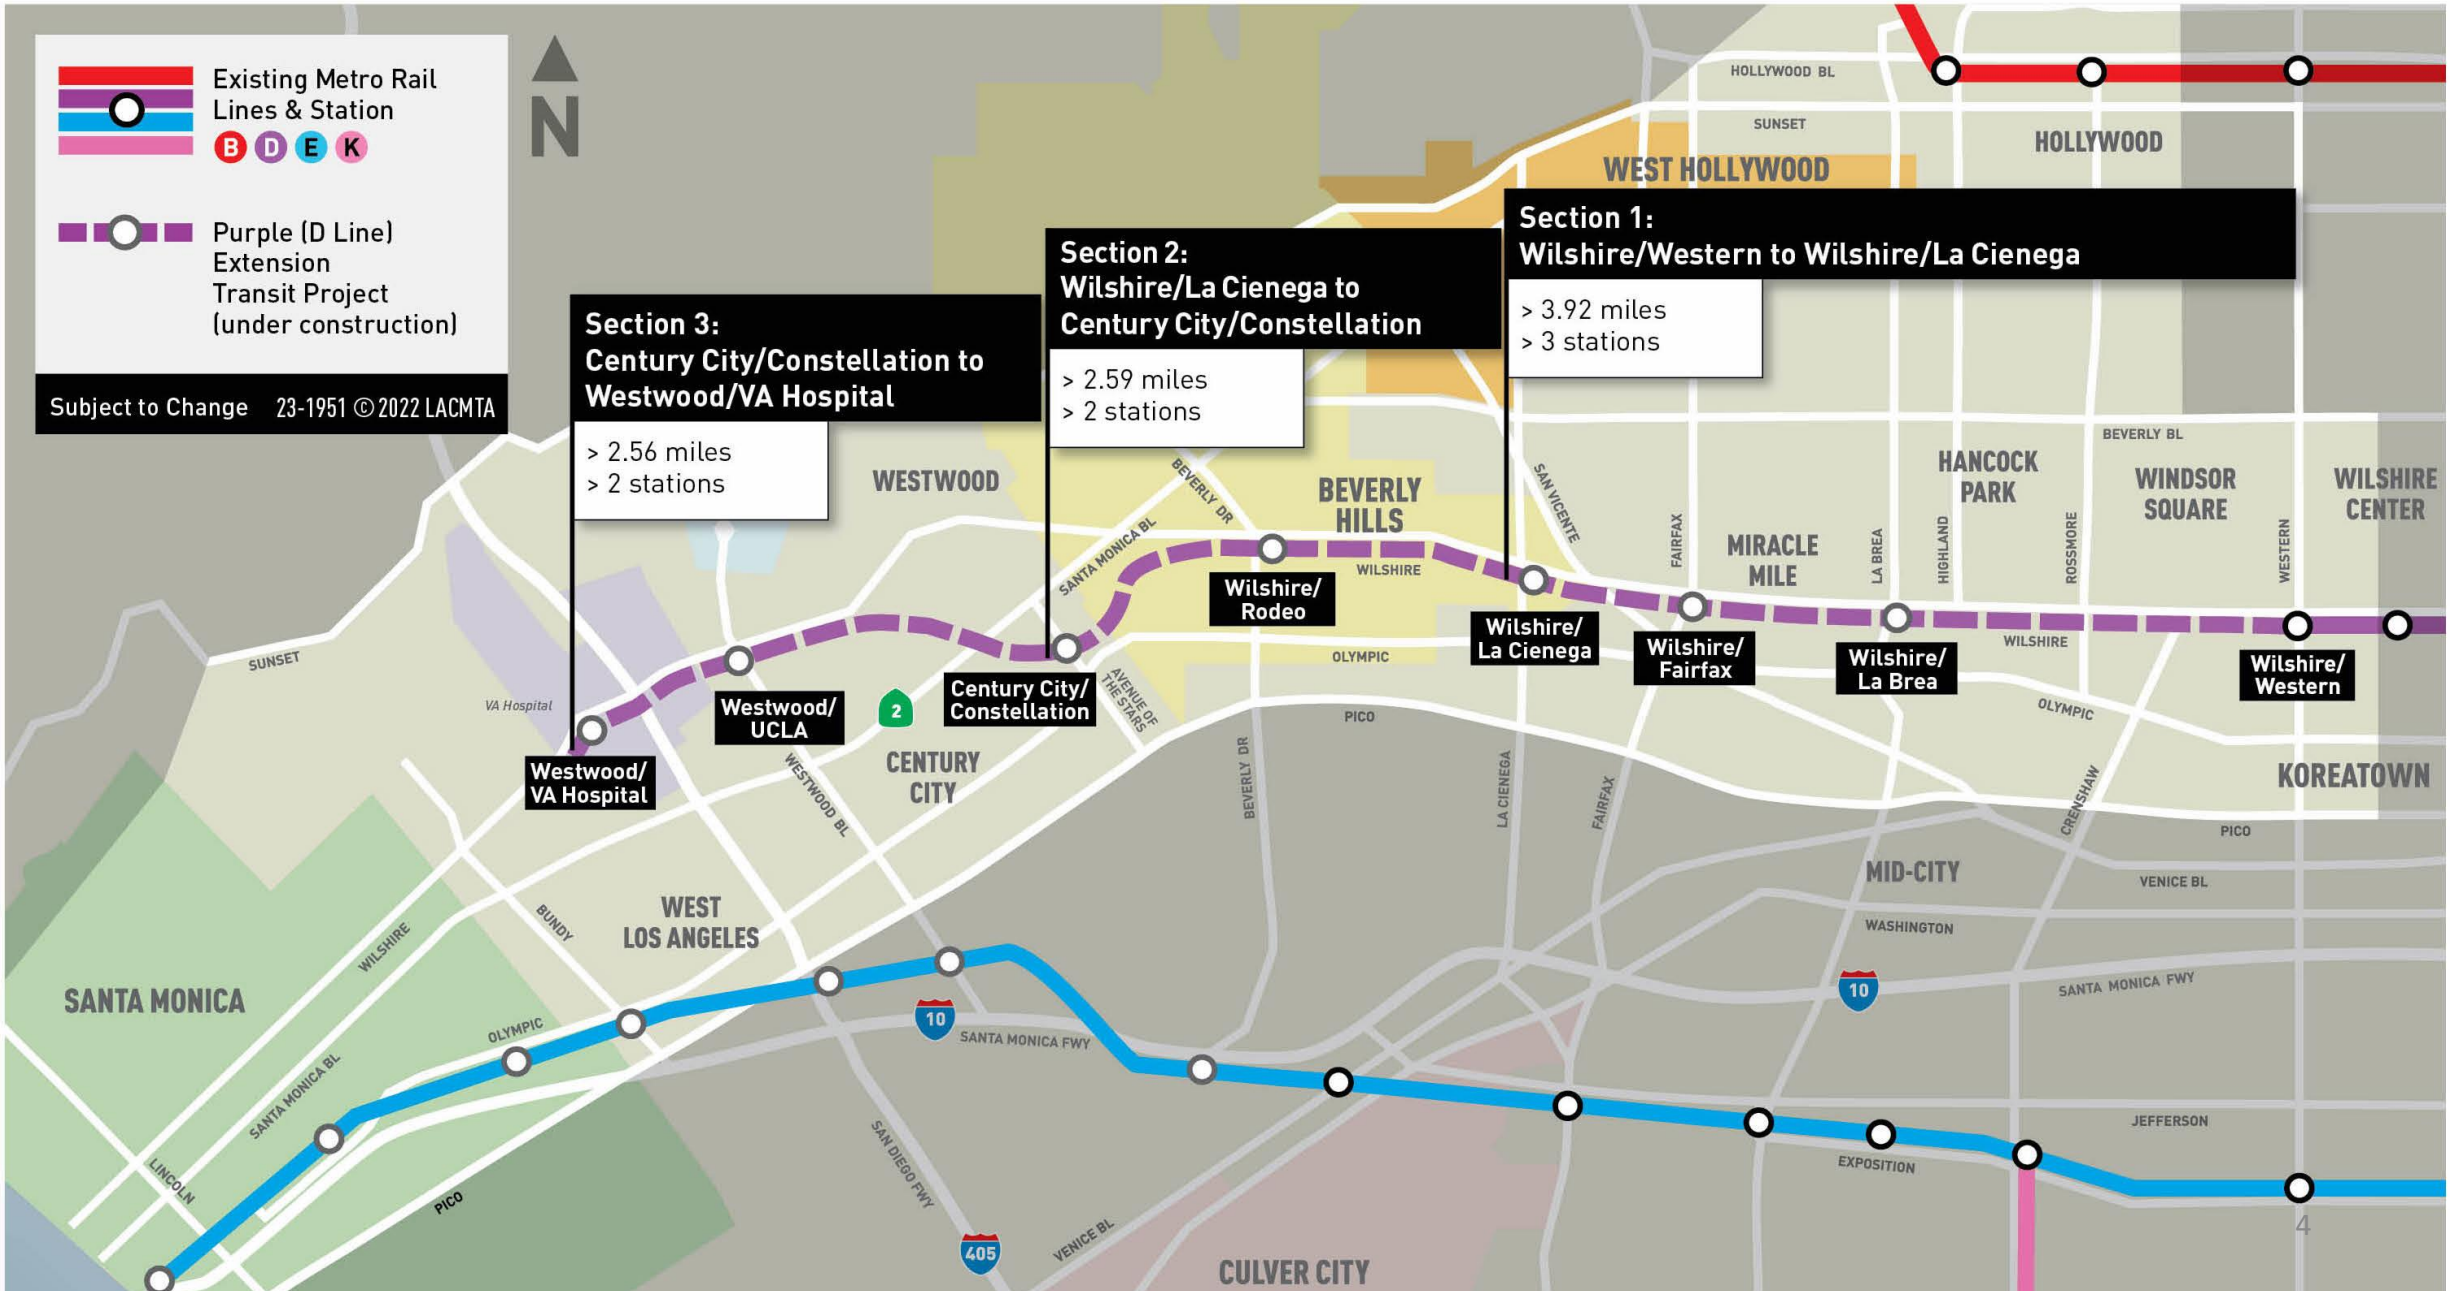 Existing Metro Rail
Lines & Station
B D E K
Purple (D Line)
Extension
Transit Project
(under construction)
Subject to Change 23-1951 © 2022 LACMTA
N
Section 3:
Century City/Constellation to
Westwood/VA Hospital
> 2.56 miles
> 2 stations
Section 2:
Wilshire/La Cienega to
Century City/Constellation
> 2.59 miles
> 2 stations
Section 1:
Wilshire/Western to Wilshire/La Cienega
> 3.92 miles
> 3 stations
HOLLYWOOD BL
SUNSET
HOLLYWOOD
WEST HOLLYWOOD
BEVERLY BL
WESTWOOD
BEVERLY DR
SANTA MONICA BL
BEVERLY
HILLS
SAN VICENTE
FAIRFAX
MIRACLE
MILE
LA BREA
HIGHLAND
HANCOCK
PARK
ROSSMORE
WINDSOR
SQUARE
WESTERN
WILSHIRE
CENTER
WILSHIRE
WILSHIRE
Wilshire/
Rodeo
Wilshire/
La Cienega
Wilshire/
Fairfax
Wilshire/
La Brea
Wilshire/
Western
SUNSET
VA Hospital
Westwood/
VA Hospital
Westwood/
UCLA
2
Century City/
Constellation
AVENUE OF
THE STARS
OLYMPIC
OLYMPIC
PICO
CENTURY
CITY
WESTWOOD BL
BEVERLY DR
LA CIENEGA
FAIRFAX
CRENSHAW
KOREATOWN
PICO
MID-CITY
VENICE BL
WASHINGTON
WEST
LOS ANGELES
BUNDY
WILSHIRE
SANTA MONICA
OLYMPIC
SANTA MONICA BL
LINCOLN
PICO
10
SANTA MONICA FWY
10
SANTA MONICA FWY
SAN DIEGO FWY
405
VENICE BL
CULVER CITY
EXPOSITION
JEFFERSON
4